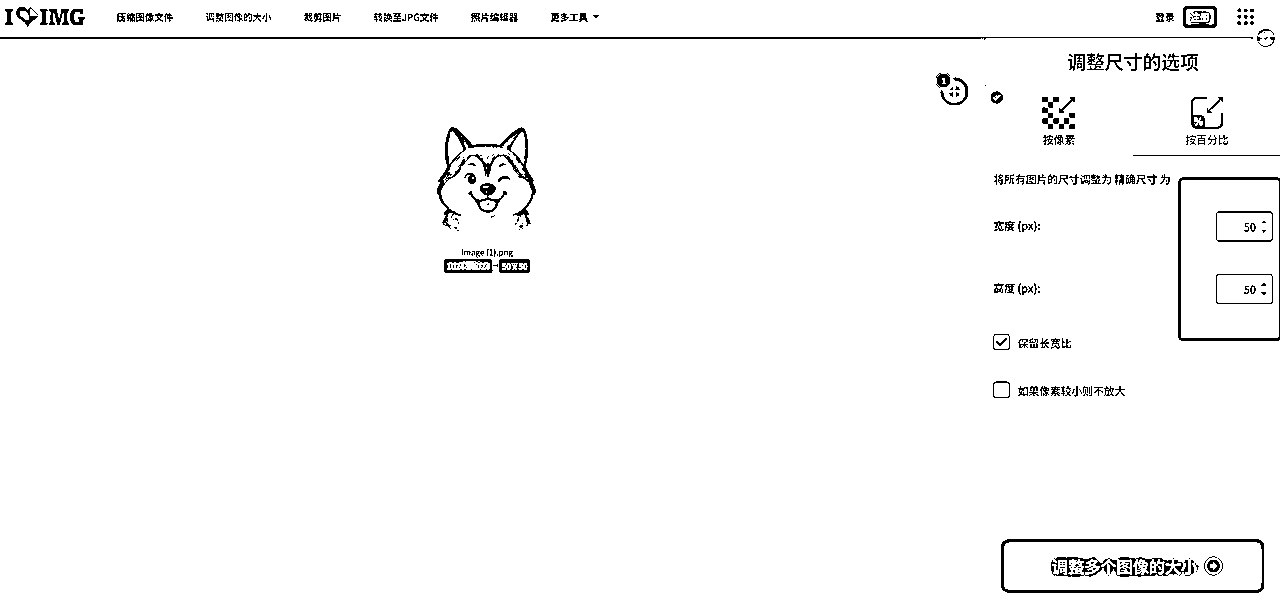 I IMG 压缩图像文件 调整图像的大小 裁剪图片 转换至JPG文件 照片编辑器 更多工具 登录 注册
调整尺寸的选项
1
按像素 按百分比
将所有图片的尺寸调整为 精确尺寸 为
宽度 (px): 50
Image (1).png
50 x 50
高度 (px): 50
保留长宽比
如果像素较小则不放大
调整多个图像的大小